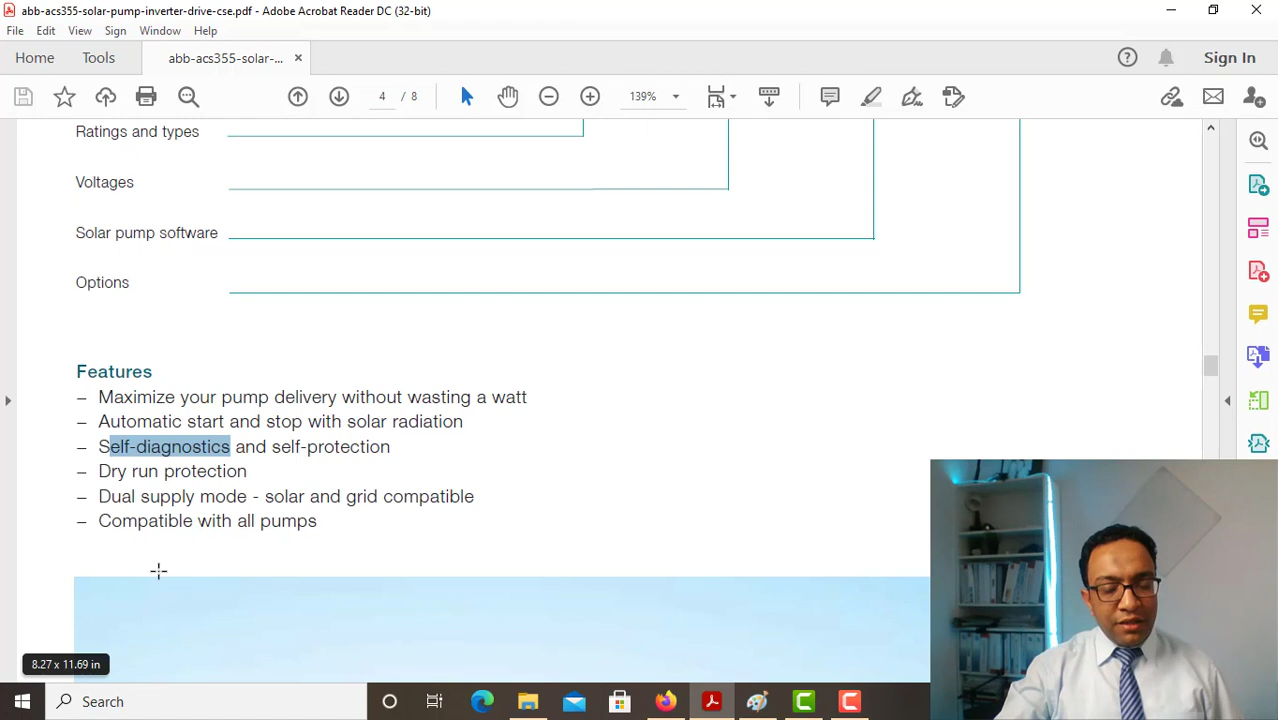 abb-acs355-solar-pump-inverter-drive-cse.pdf - Adobe Acrobat Reader DC (32-bit)
File Edit View Sign Window Help
Home Tools abb-acs355-solar-... Sign In
4 / 8 139%
Ratings and types
Voltages
Solar pump software
Options
Features
– Maximize your pump delivery without wasting a watt
– Automatic start and stop with solar radiation
– Self-diagnostics and self-protection
– Dry run protection
– Dual supply mode - solar and grid compatible
– Compatible with all pumps
8.27 x 11.69 in
Search